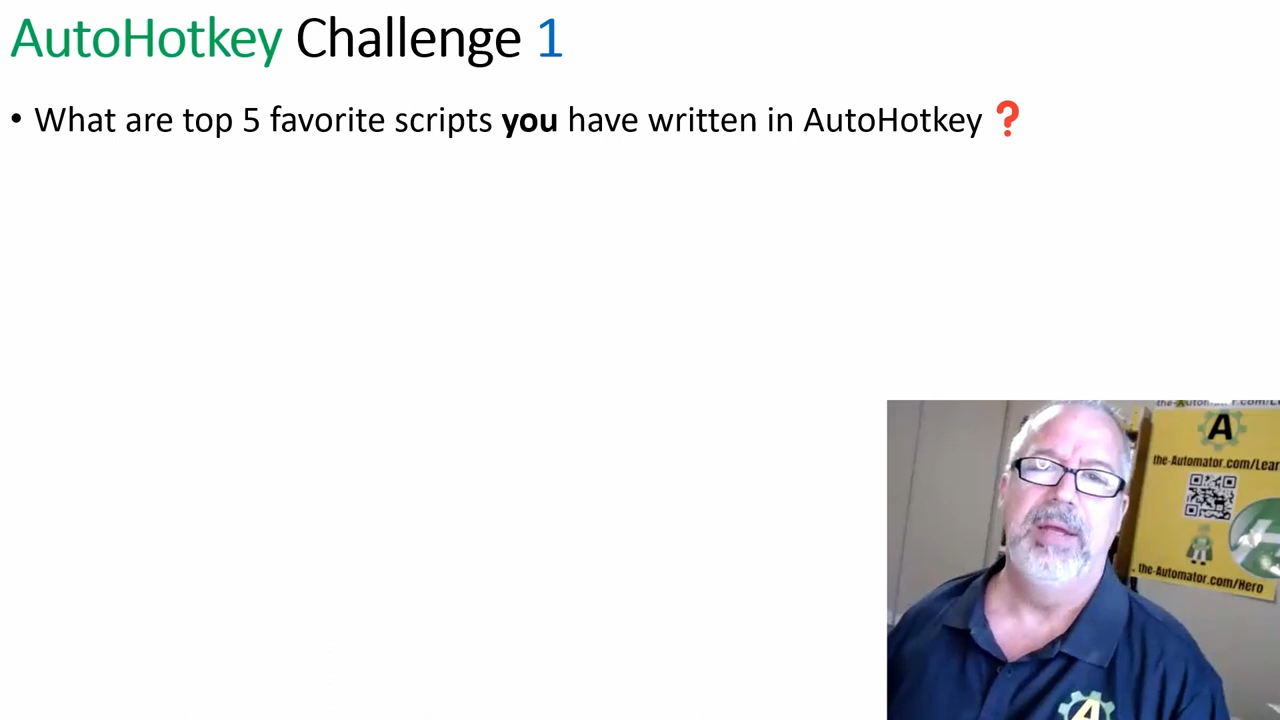 AutoHotkey Challenge 1
• What are top 5 favorite scripts you have written in AutoHotkey ❓
A
the-Automator.com/Lear
the-Automator.com/Hero
A